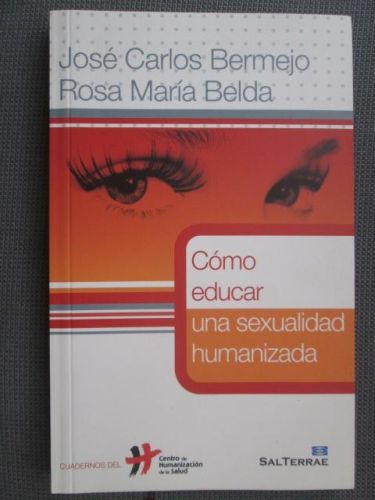 José Carlos Bermejo
Rosa María Belda
Cómo
educar
una sexualidad
humanizada
CUADERNOS DEL
Centro de
Humanización
de la Salud
SALTERRAE